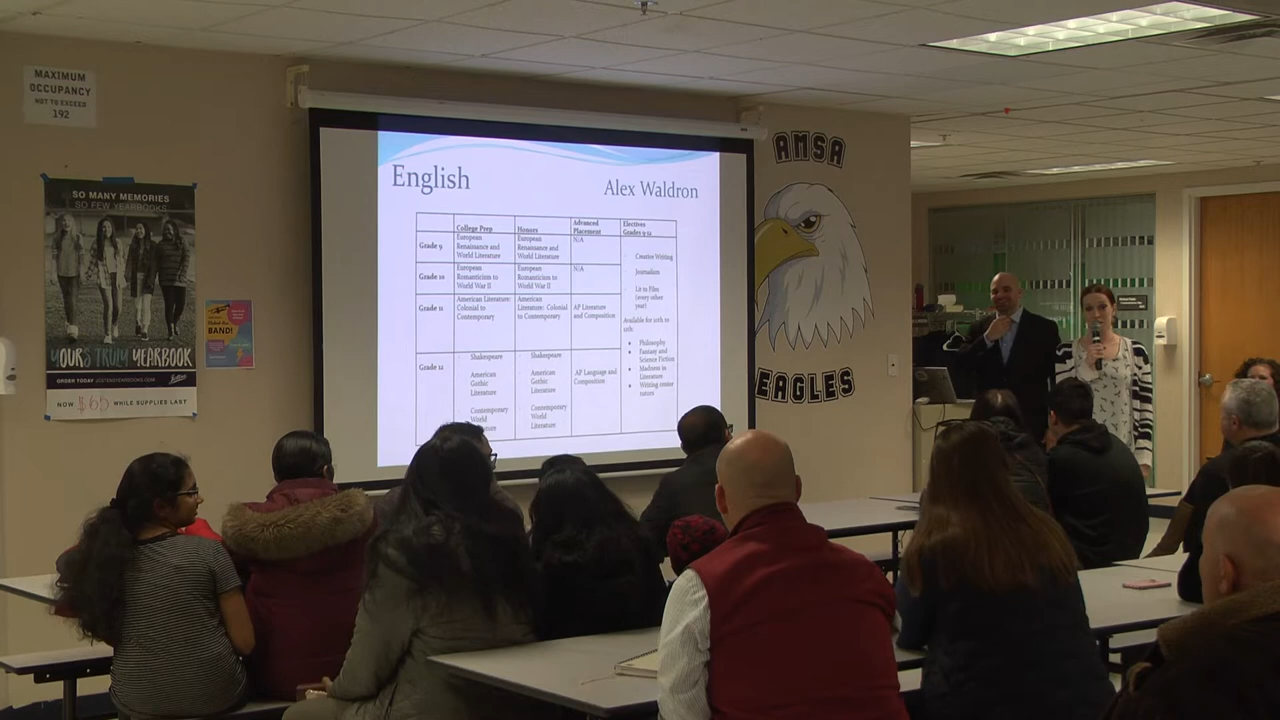 MAXIMUM
OCCUPANCY
NOT TO EXCEED
192
SO MANY MEMORIES
SO FEW YEARBOOKS
YOURS TRULY YEARBOOK
ORDER TODAY
NOW $65 WHILE SUPPLIES LAST
BAND!
English
Alex Waldron
College Prep
Honors
Advanced
Placement
Electives
Grades 9-12
Grade 9
European
Renaissance and
World Literature
European
Renaissance and
World Literature
N/A
Grade 10
European
Romanticism to
World War II
European
Romanticism to
World War II
N/A
Grade 11
American Literature:
Colonial to
Contemporary
American
Literature: Colonial
to Contemporary
AP Literature
and Composition
Grade 12
Shakespeare
American
Gothic
Literature
Contemporary
World
Shakespeare
American
Gothic
Literature
Contemporary
World
Literature
AP Language and
Composition
Creative Writing
Journalism
Lit to Film
(every other
year)
Available for 10th to
12th:
Philosophy
Fantasy and
Science Fiction
Madness in
Literature
Writing center
tutors
AMSA
EAGLES